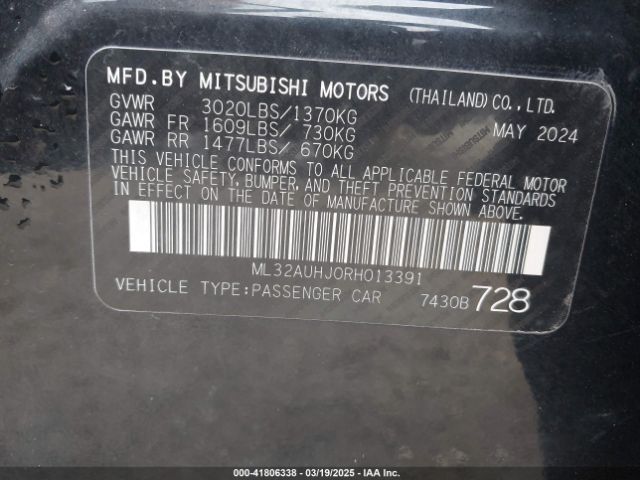 MFD.BY MITSUBISHI MOTORS (THAILAND)CO.,LTD.
GVWR 3020LBS/1370KG
GAWR FR 1609LBS/ 730KG MAY 2024
GAWR RR 1477LBS/ 670KG
THIS VEHICLE CONFORMS TO ALL APPLICABLE FEDERAL MOTOR
VEHICLE SAFETY, BUMPER, AND THEFT PREVENTION STANDARDS
IN EFFECT ON THE DATE OF MANUFACTURE SHOWN ABOVE.
ML32AUHJ0RH013391
VEHICLE TYPE:PASSENGER CAR 7430B 728
000-41806338 - 03/19/2025 - IAA Inc.